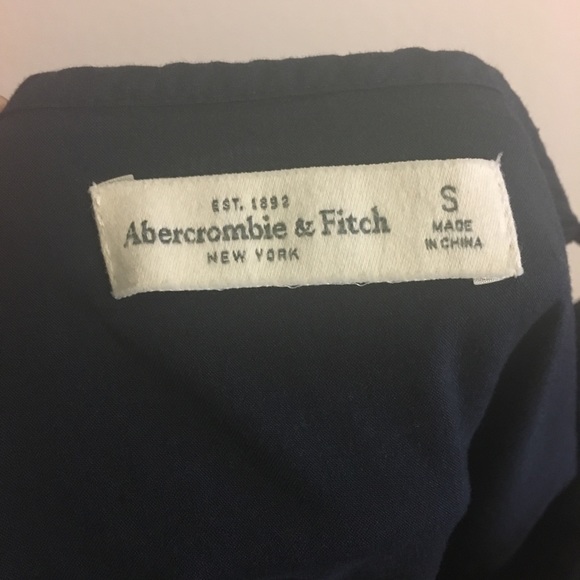 EST. 1892
Abercrombie & Fitch
NEW YORK
S
MADE
IN CHINA